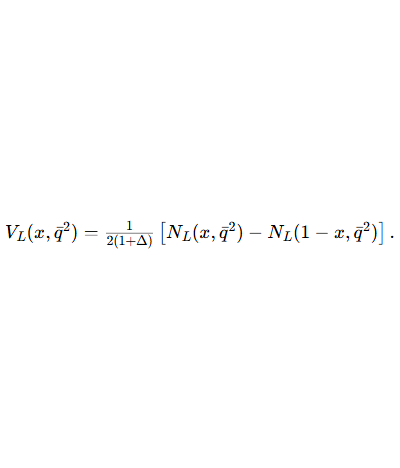 $V_L(x, \bar{q}^2) = \frac{1}{2(1+\Delta)} \left[ N_L(x, \bar{q}^2) - N_L(1 - x, \bar{q}^2) \right].$